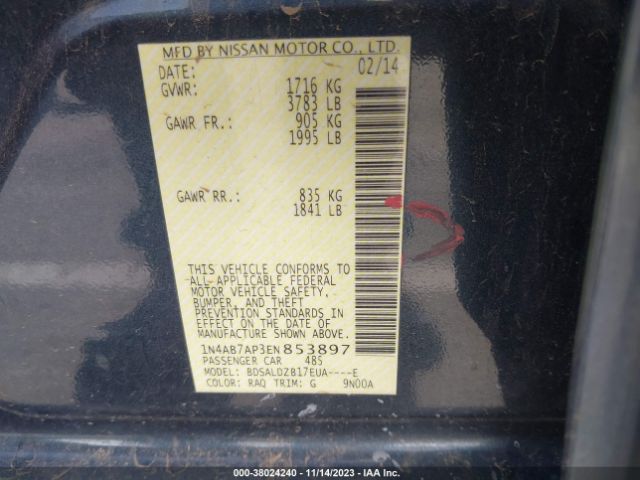 MFD BY NISSAN MOTOR CO., LTD.
DATE: 02/14
GVWR: 1716 KG
3783 LB
GAWR FR.: 905 KG
1995 LB
GAWR RR.: 835 KG
1841 LB
THIS VEHICLE CONFORMS TO
ALL APPLICABLE FEDERAL
MOTOR VEHICLE SAFETY,
BUMPER, AND THEFT
PREVENTION STANDARDS IN
EFFECT ON THE DATE OF
MANUFACTURE SHOWN ABOVE.
1N4AB7AP3EN853897
PASSENGER CAR 485
MODEL: BDSALDZB17EUA----E
COLOR: RAQ TRIM: G 9N00A
000-38024240 - 11/14/2023 - IAA Inc.